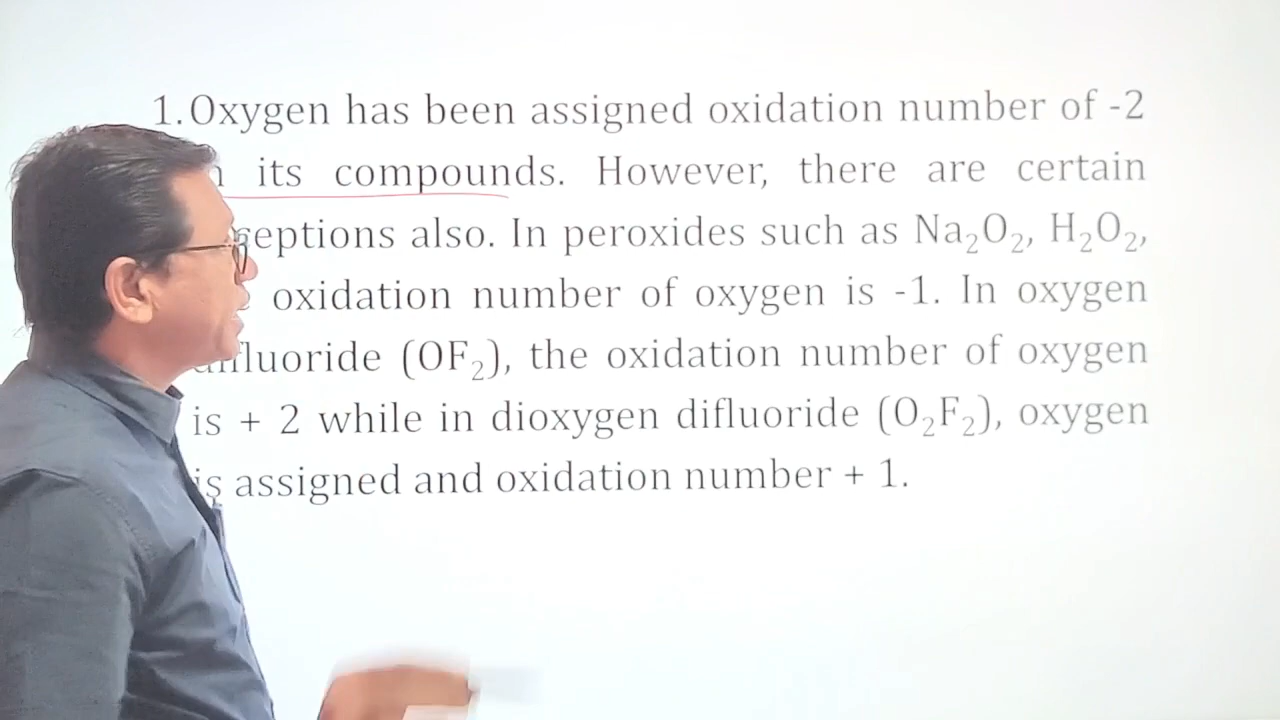 1. Oxygen has been assigned oxidation number of -2
its compounds. However, there are certain
also. In peroxides such as Na₂O₂, H₂O₂,
oxidation number of oxygen is -1. In oxygen
(OF₂), the oxidation number of oxygen
is + 2 while in dioxygen difluoride (O₂F₂), oxygen
is assigned and oxidation number + 1.